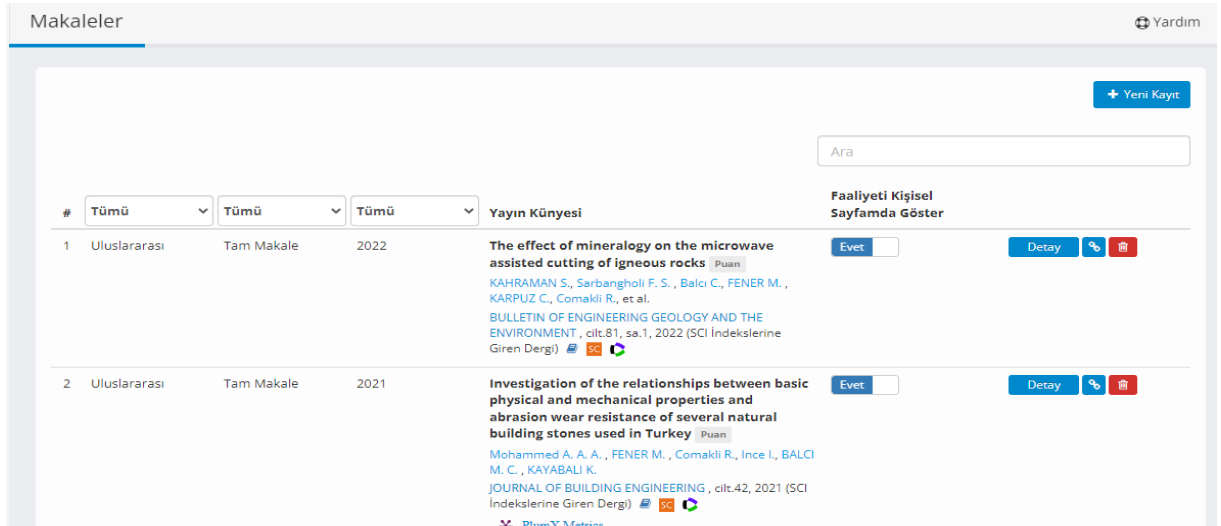 Makaleler
Yardım
+ Yeni Kayıt
Ara
# Tümü Tümü Tümü Yayın Künyesi Faaliyeti Kişisel
Sayfamda Göster
1 Uluslararası Tam Makale 2022 The effect of mineralogy on the microwave Evet Detay
assisted cutting of igneous rocks Puan
KAHRAMAN S., Sarbangholi F. S. , Balcı C., FENER M. ,
KARPUZ C., Comakli R., et al.
BULLETIN OF ENGINEERING GEOLOGY AND THE
ENVIRONMENT , cilt.81, sa.1, 2022 (SCI İndekslerine
Giren Dergi) SC
2 Uluslararası Tam Makale 2021 Investigation of the relationships between basic Evet Detay
physical and mechanical properties and
abrasion wear resistance of several natural
building stones used in Turkey Puan
Mohammed A. A. A. , FENER M. , Comakli R., Ince I., BALCI
M. C. , KAYABALI K.
JOURNAL OF BUILDING ENGINEERING , cilt.42, 2021 (SCI
İndekslerine Giren Dergi) SC
PlumX Metrics